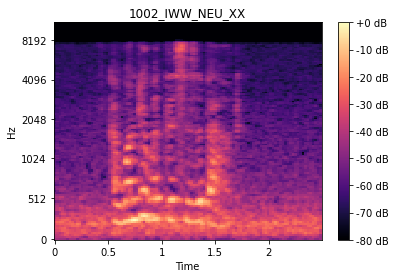 1002_IWW_NEU_XX
8192
4096
2048
1024
512
0
Hz
0
0.5
1
1.5
2
Time
+0 dB
-10 dB
-20 dB
-30 dB
-40 dB
-50 dB
-60 dB
-70 dB
-80 dB